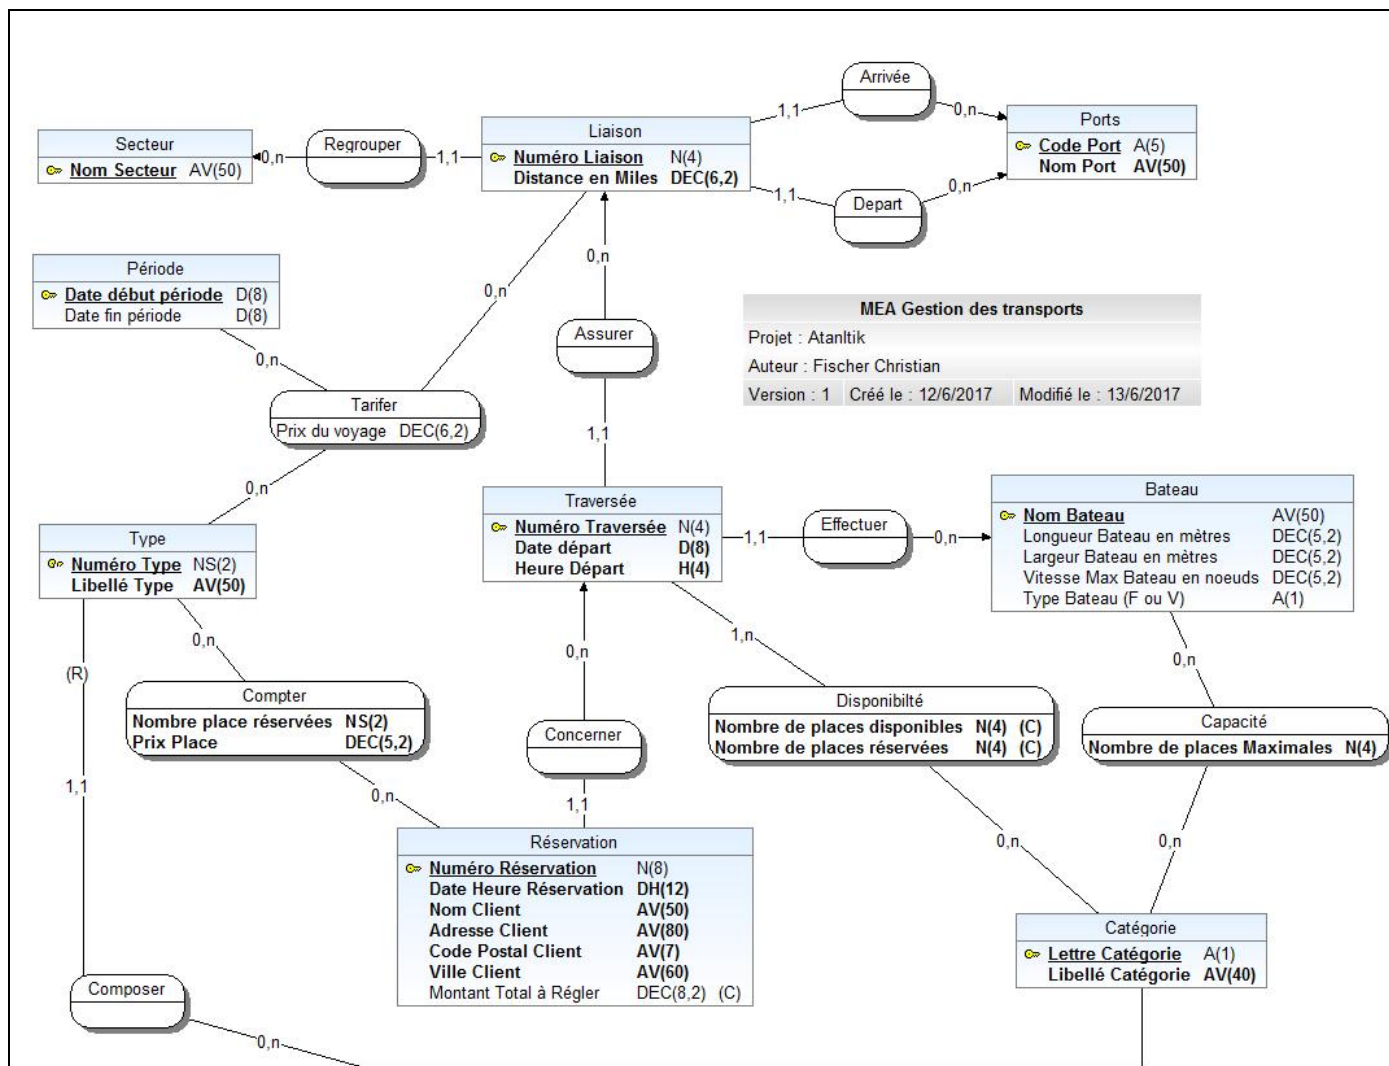 Arrivée
1,1
0,n
Ports
Code Port A(5)
Nom Port AV(50)
Secteur
Nom Secteur AV(50)
0,n
Regrouper
1,1
Liaison
Numéro Liaison N(4)
Distance en Miles DEC(6,2)
1,1
Depart
0,n
Période
Date début période D(8)
Date fin période D(8)
0,n
0,n
0,n
Assurer
1,1
MEA Gestion des transports
Projet : Atanltik
Auteur : Fischer Christian
Version : 1 Créé le : 12/6/2017 Modifié le : 13/6/2017
Tarifer
Prix du voyage DEC(6,2)
0,n
Type
Numéro Type NS(2)
Libellé Type AV(50)
Traversée
Numéro Traversée N(4)
Date départ D(8)
Heure Départ H(4)
1,1
Effectuer
0,n
Bateau
Nom Bateau AV(50)
Longueur Bateau en mètres DEC(5,2)
Largeur Bateau en mètres DEC(5,2)
Vitesse Max Bateau en noeuds DEC(5,2)
Type Bateau (F ou V) A(1)
(R)
0,n
0,n
1,n
0,n
Compter
Nombre place réservées NS(2)
Prix Place DEC(5,2)
Concerner
Disponibilté
Nombre de places disponibles N(4) (C)
Nombre de places réservées N(4) (C)
Capacité
Nombre de places Maximales N(4)
1,1
0,n
1,1
0,n
0,n
Réservation
Numéro Réservation N(8)
Date Heure Réservation DH(12)
Nom Client AV(50)
Adresse Client AV(80)
Code Postal Client AV(7)
Ville Client AV(60)
Montant Total à Régler DEC(8,2) (C)
Catégorie
Lettre Catégorie A(1)
Libellé Catégorie AV(40)
Composer
0,n